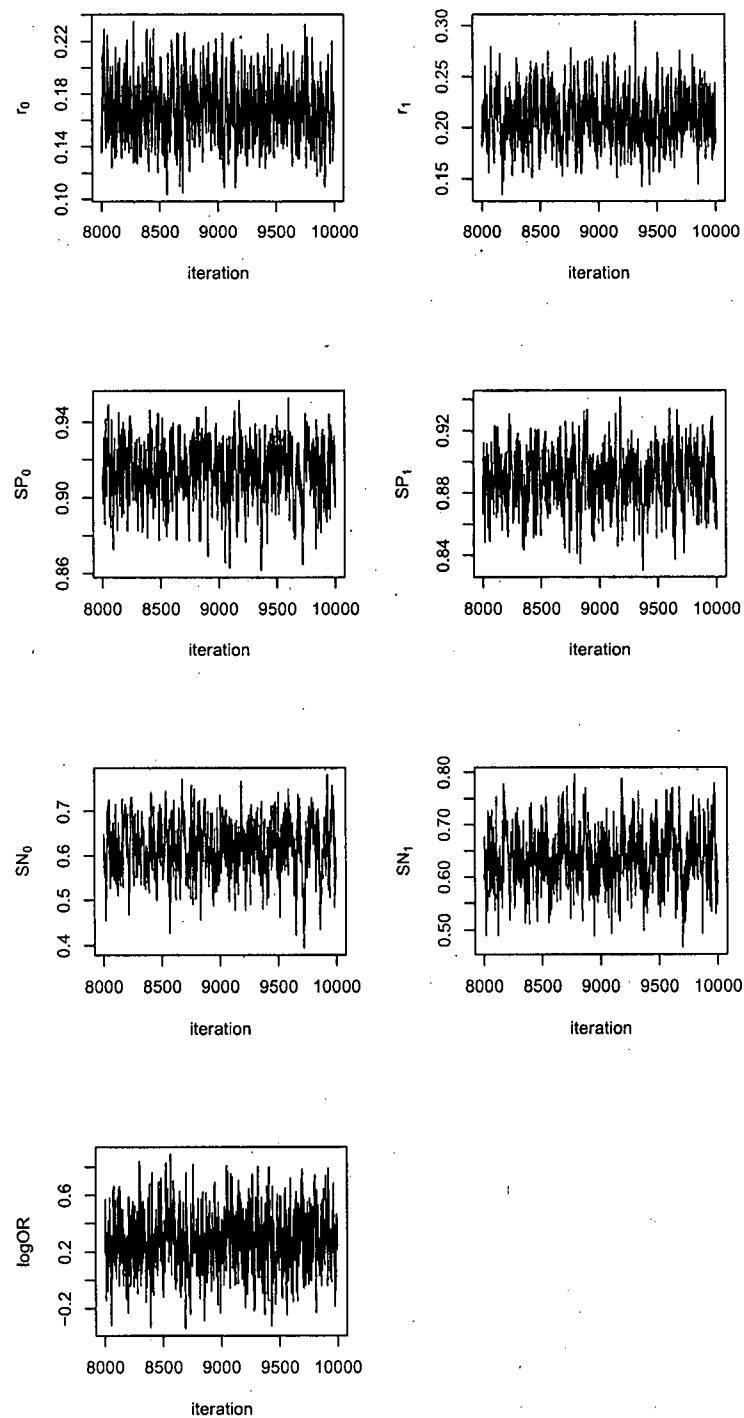 r0
0.10 0.14 0.18 0.22
8000 8500 9000 9500 10000
iteration
r1
0.15 0.20 0.25 0.30
8000 8500 9000 9500 10000
iteration
SP0
0.86 0.90 0.94
8000 8500 9000 9500 10000
iteration
SP1
0.84 0.88 0.92
8000 8500 9000 9500 10000
iteration
SN0
0.4 0.5 0.6 0.7
8000 8500 9000 9500 10000
iteration
SN1
0.50 0.60 0.70 0.80
8000 8500 9000 9500 10000
iteration
logOR
-0.2 0.2 0.6
8000 8500 9000 9500 10000
iteration